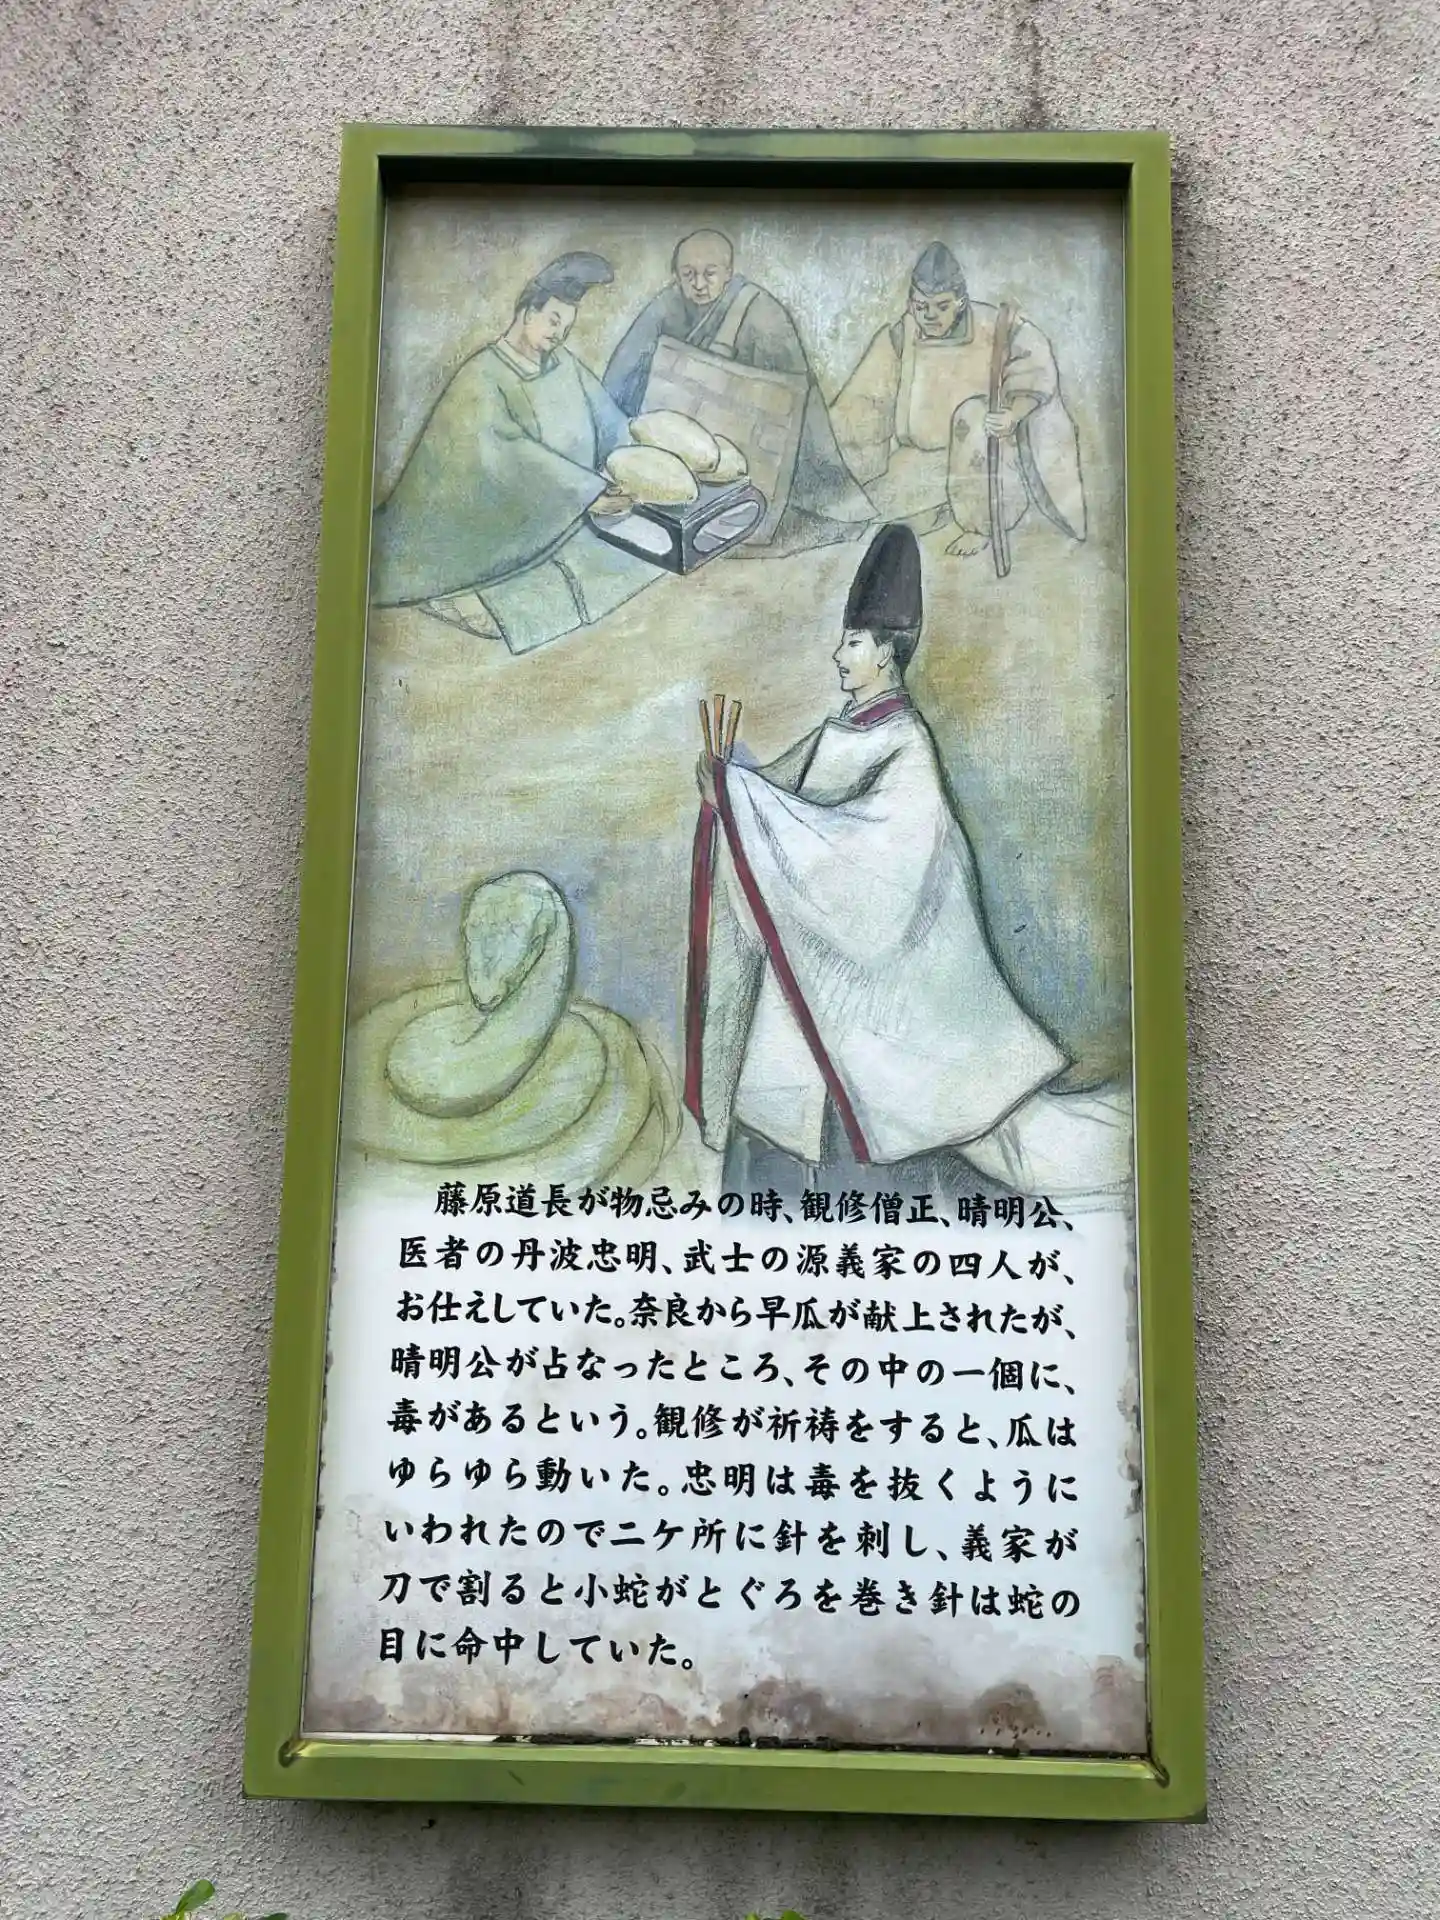 藤原道長が物忌みの時、観修僧正、晴明公、
医者の丹波忠明、武士の源義家の四人が、
お仕えしていた。奈良から早瓜が献上されたが、
晴明公が占なったところ、その中の一個に、
毒があるという。観修が祈祷をすると、瓜は
ゆらゆら動いた。忠明は毒を抜くように
いわれたので二ケ所に針を刺し、義家が
刀で割ると小蛇がとぐろを巻き針は蛇の
目に命中していた。